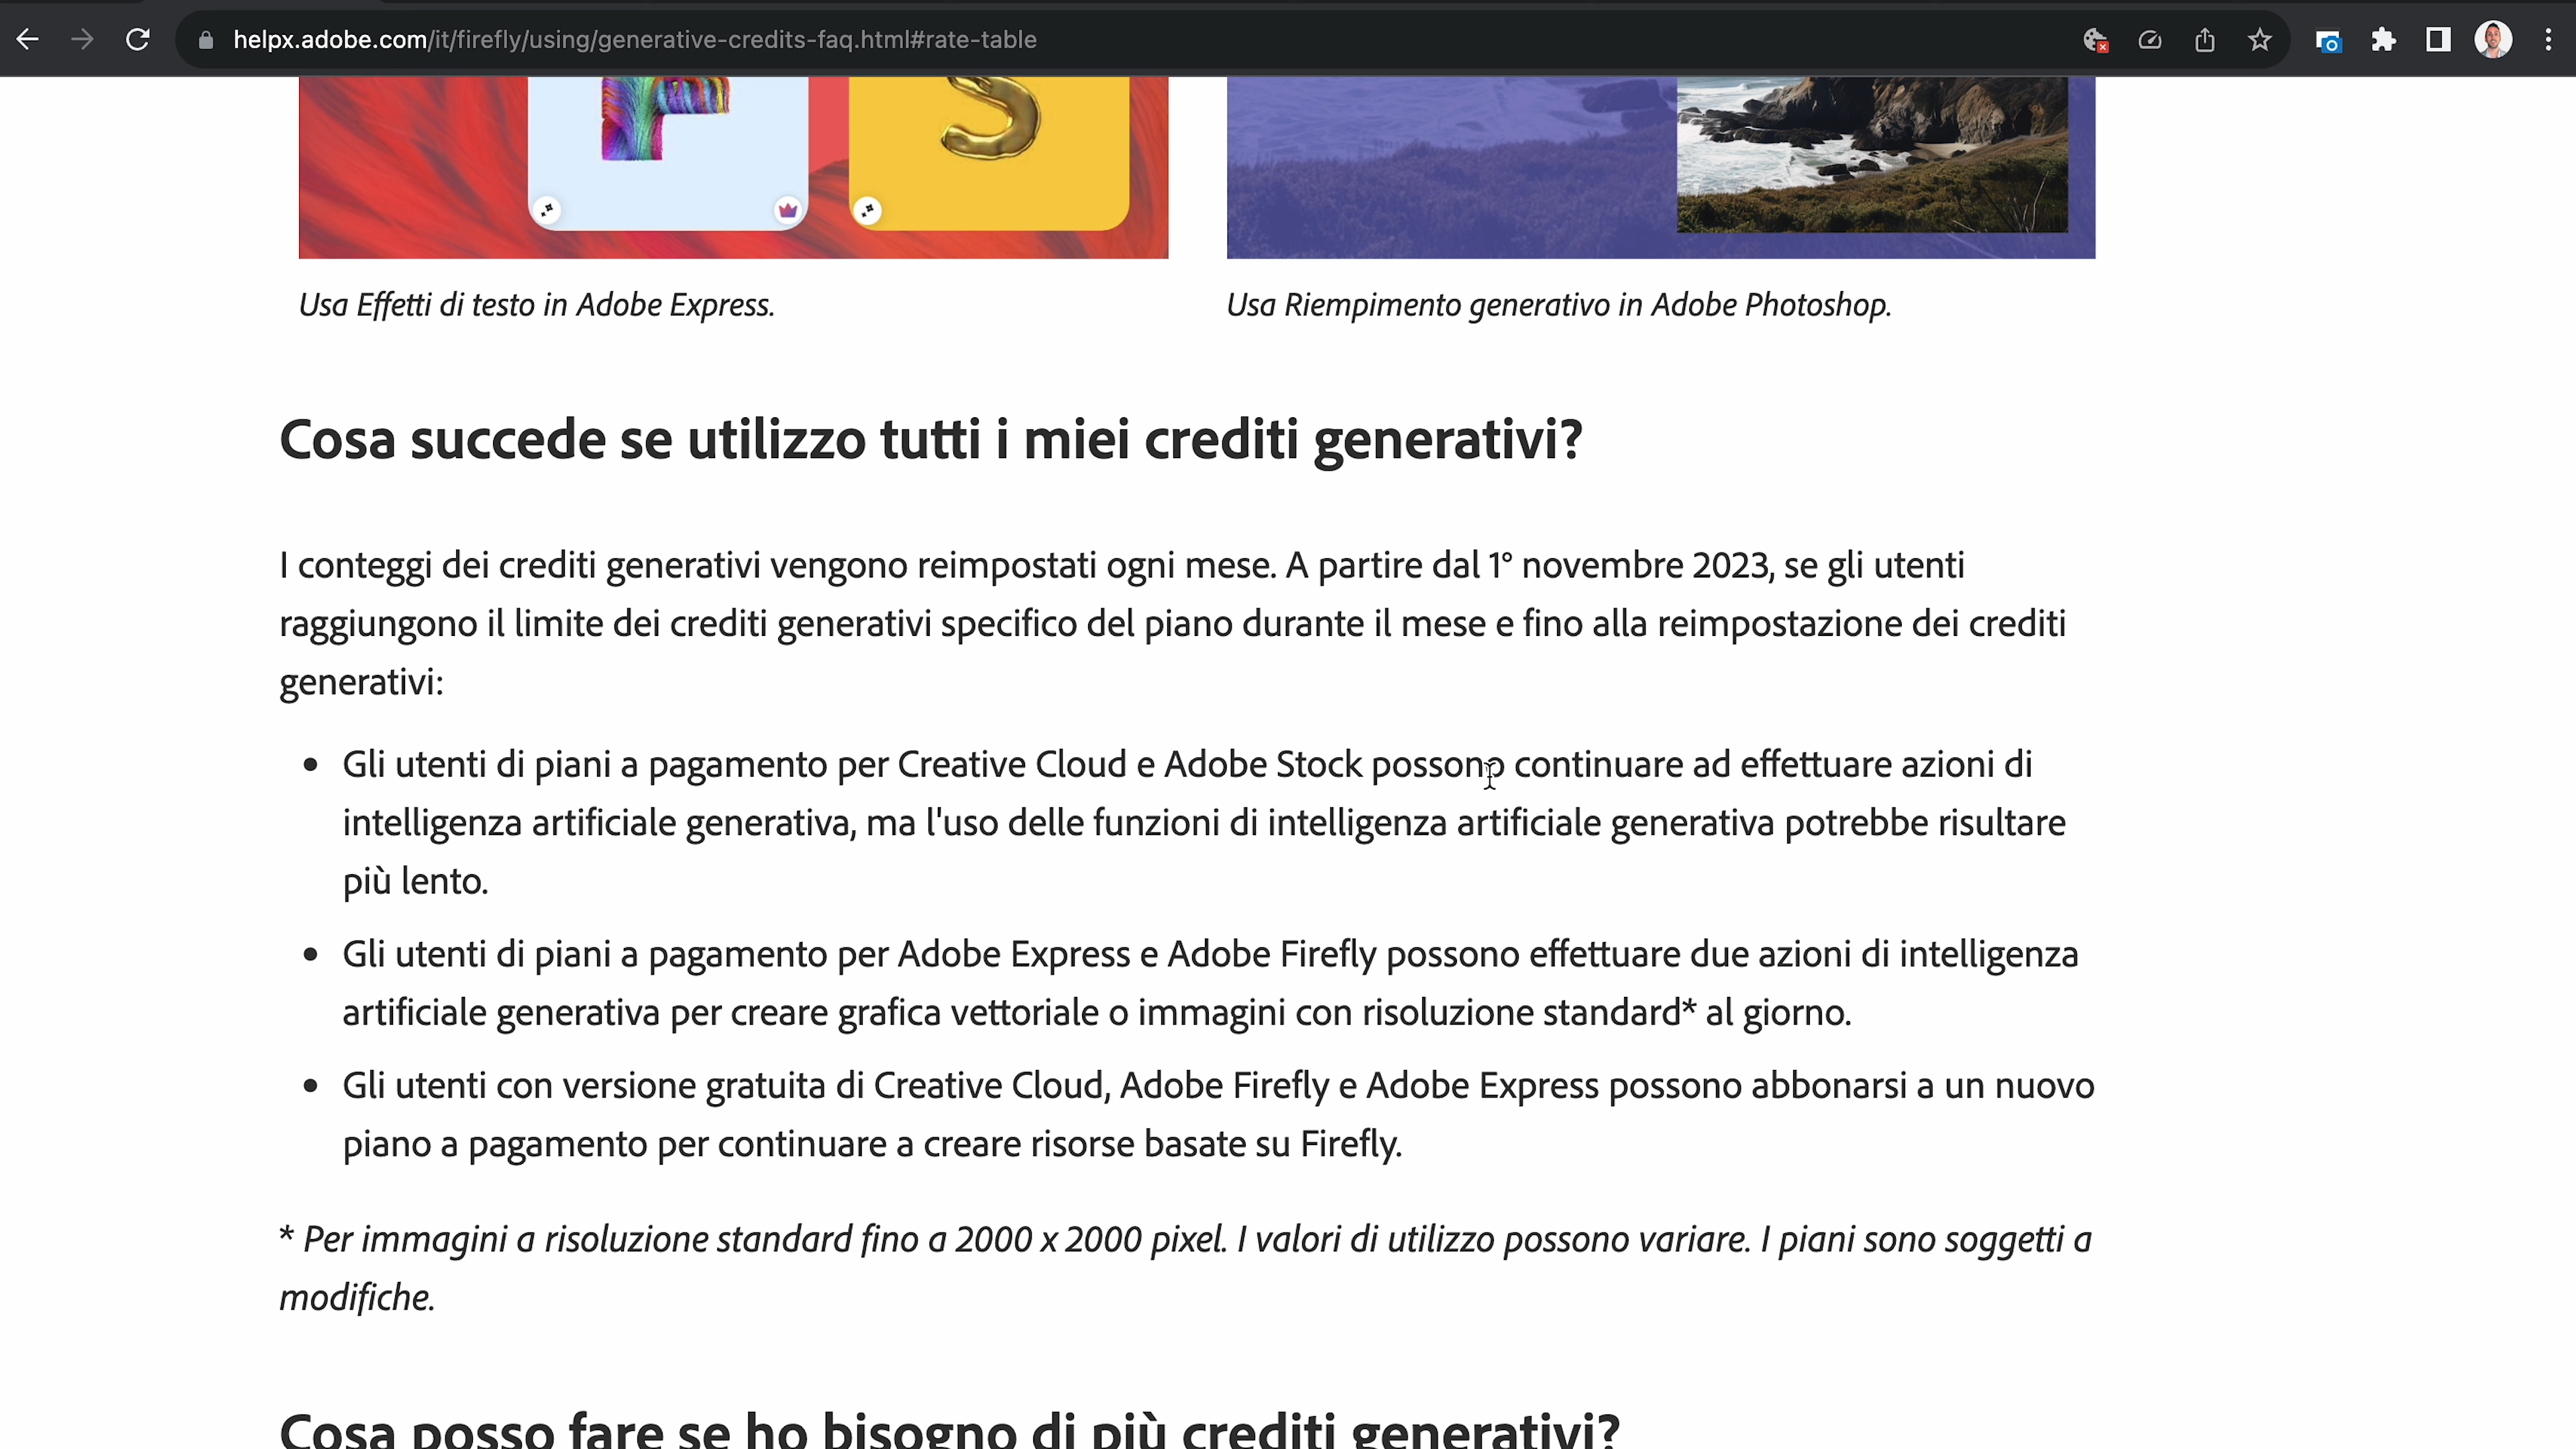 helpx.adobe.com/it/firefly/using/generative-credits-faq.html#rate-table
F S
Usa Effetti di testo in Adobe Express.
Usa Riempimento generativo in Adobe Photoshop.
Cosa succede se utilizzo tutti i miei crediti generativi?
I conteggi dei crediti generativi vengono reimpostati ogni mese. A partire dal 1° novembre 2023, se gli utenti
raggiungono il limite dei crediti generativi specifico del piano durante il mese e fino alla reimpostazione dei crediti
generativi:
• Gli utenti di piani a pagamento per Creative Cloud e Adobe Stock possono continuare ad effettuare azioni di
intelligenza artificiale generativa, ma l'uso delle funzioni di intelligenza artificiale generativa potrebbe risultare
più lento.
• Gli utenti di piani a pagamento per Adobe Express e Adobe Firefly possono effettuare due azioni di intelligenza
artificiale generativa per creare grafica vettoriale o immagini con risoluzione standard* al giorno.
• Gli utenti con versione gratuita di Creative Cloud, Adobe Firefly e Adobe Express possono abbonarsi a un nuovo
piano a pagamento per continuare a creare risorse basate su Firefly.
* Per immagini a risoluzione standard fino a 2000 x 2000 pixel. I valori di utilizzo possono variare. I piani sono soggetti a
modifiche.
Cosa posso fare se ho bisogno di più crediti generativi?